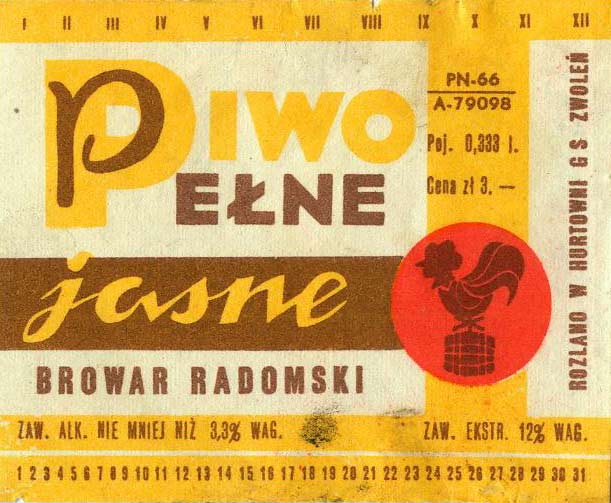 I II III IV V VI VII VIII IX X XI XII
PIWO
PEŁNE
jasne
BROWAR RADOMSKI
PN-66
A-79098
Poj. 0,333 l.
Cena zł 3.—
ROZLANO W HURTOWNI GS ZWOLEŃ
ZAW. ALK. NIE MNIEJ NIŻ 3,3% WAG.
ZAW. EKSTR. 12% WAG.
1 2 3 4 5 6 7 8 9 10 11 12 13 14 15 16 17 18 19 20 21 22 23 24 25 26 27 28 29 30 31